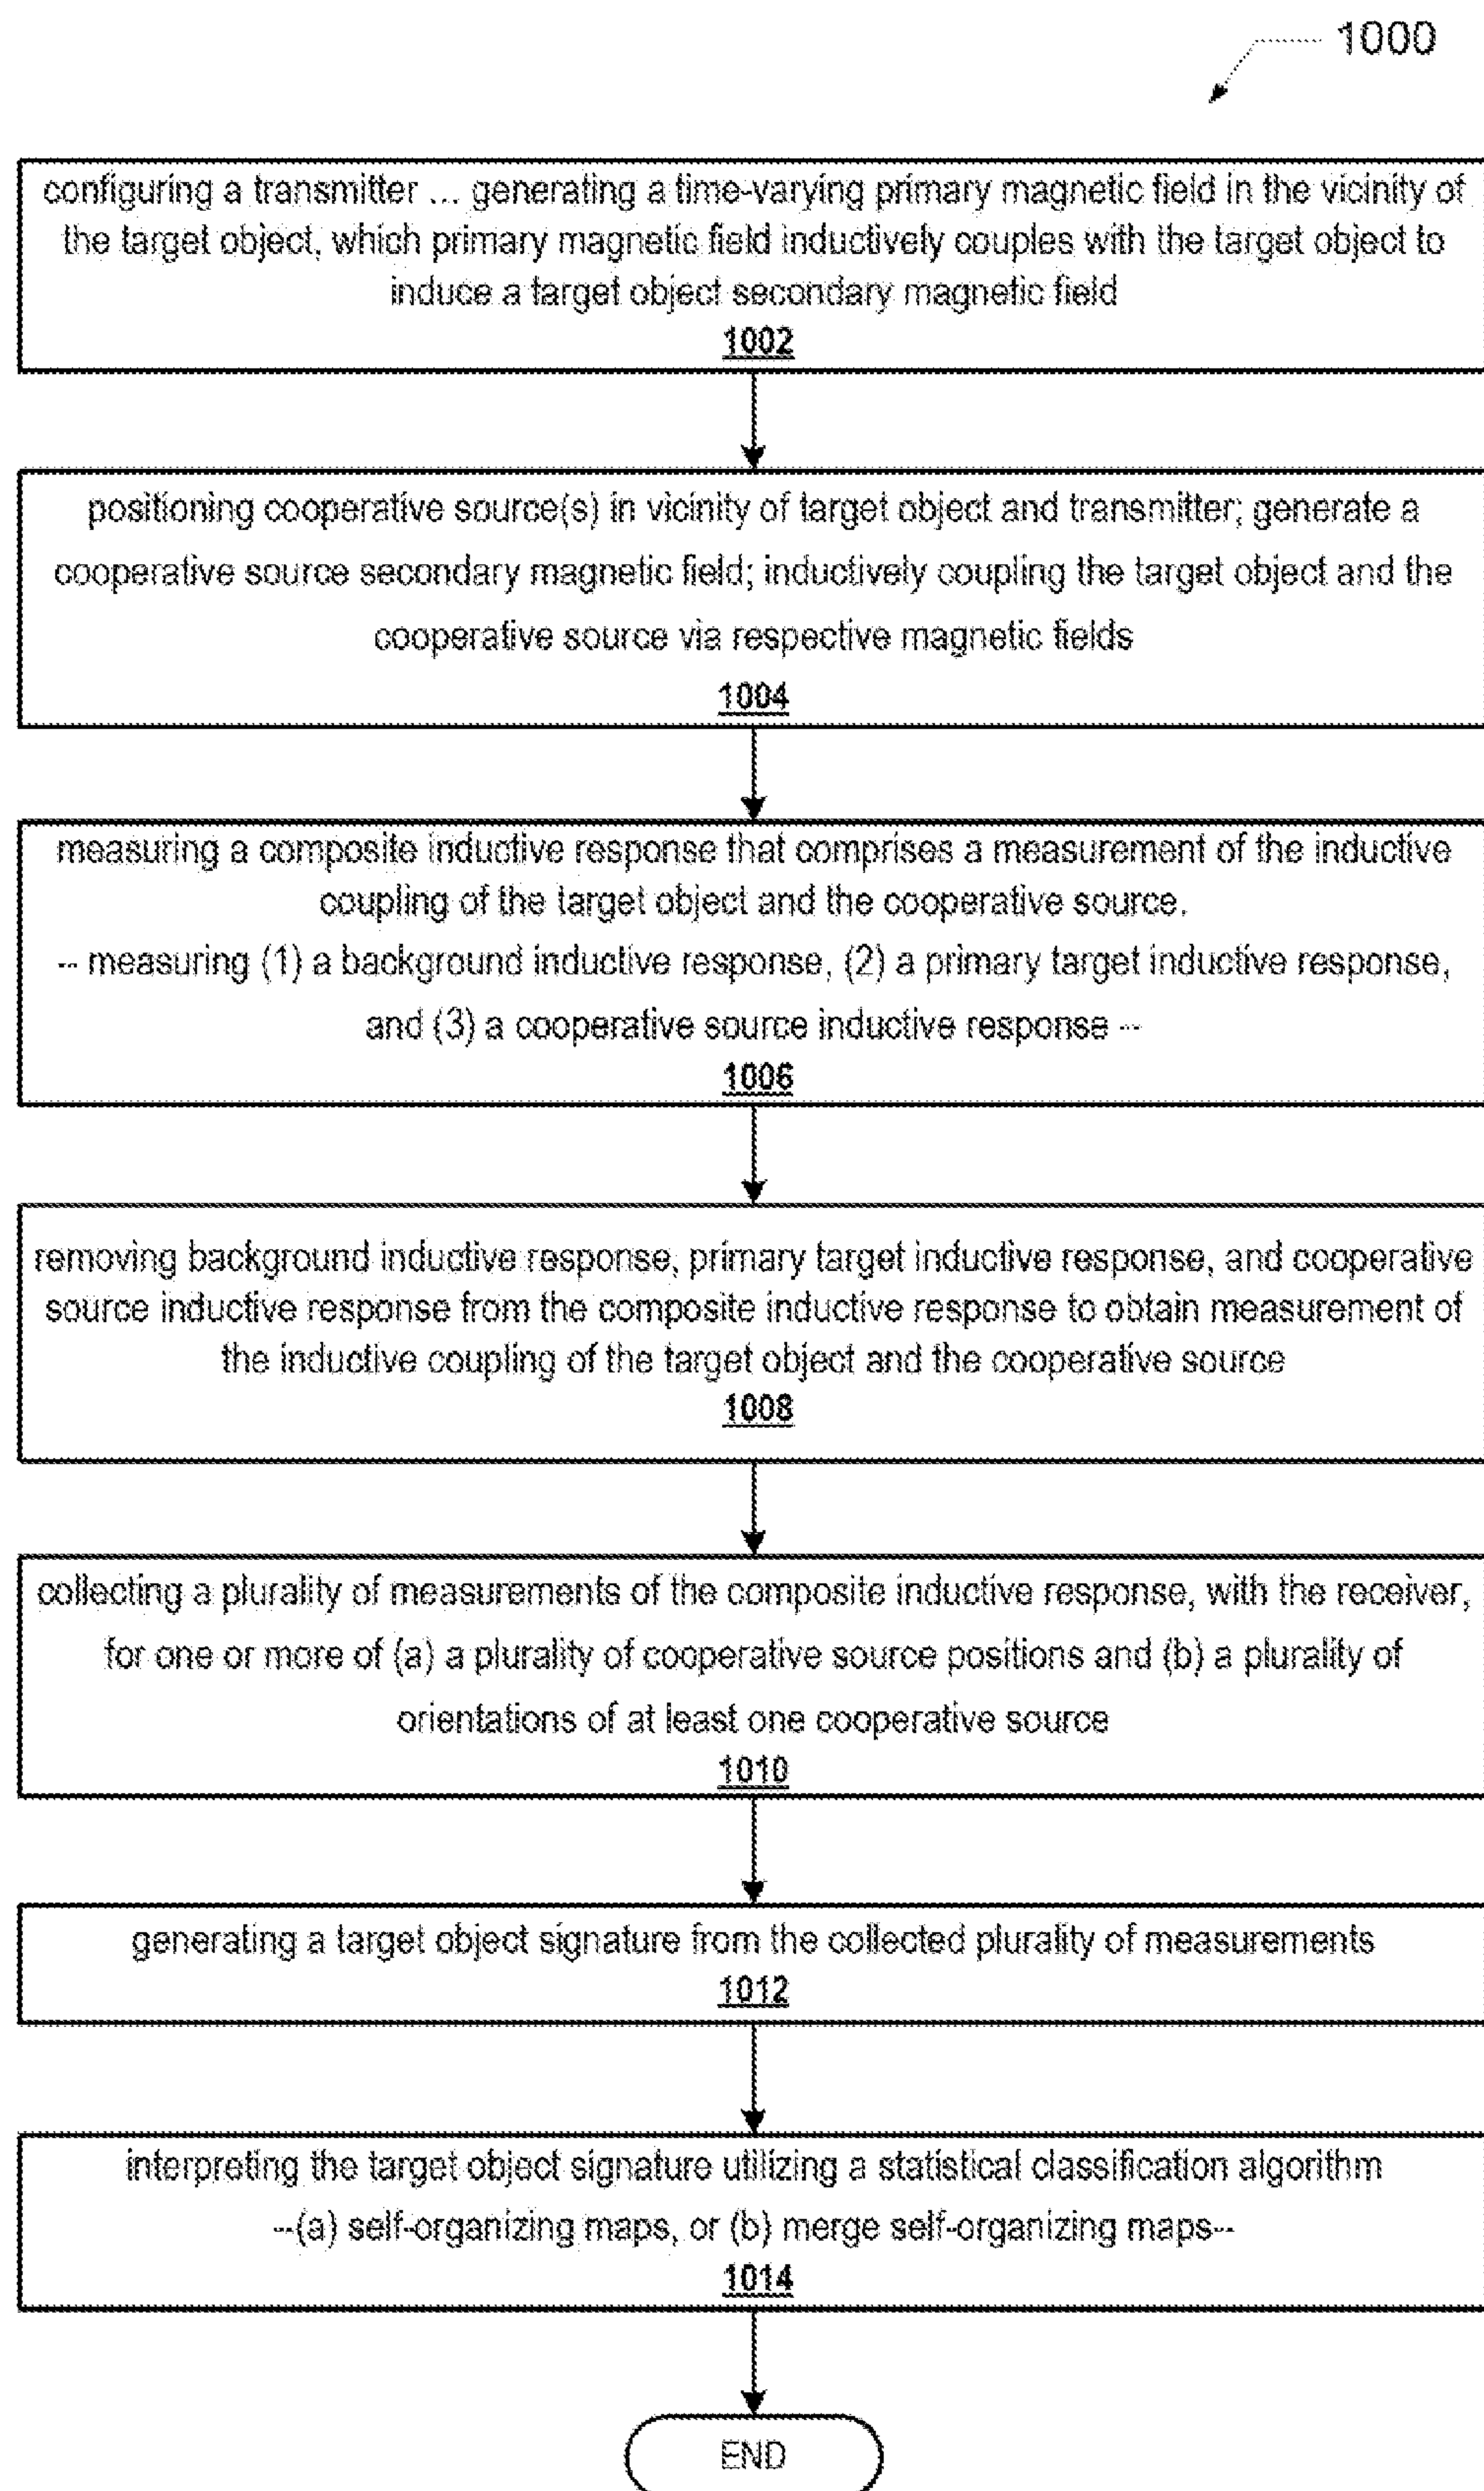 1000
configuring a transmitter ... generating a time-varying primary magnetic field in the vicinity of
the target object, which primary magnetic field inductively couples with the target object to
induce a target object secondary magnetic field
1002
positioning cooperative source(s) in vicinity of target object and transmitter; generate a
cooperative source secondary magnetic field; inductively coupling the target object and the
cooperative source via respective magnetic fields
1004
measuring a composite inductive response that comprises a measurement of the inductive
coupling of the target object and the cooperative source.
-- measuring (1) a background inductive response, (2) a primary target inductive response,
and (3) a cooperative source inductive response --
1006
removing background inductive response, primary target inductive response, and cooperative
source inductive response from the composite inductive response to obtain measurement of
the inductive coupling of the target object and the cooperative source
1008
collecting a plurality of measurements of the composite inductive response, with the receiver,
for one or more of (a) a plurality of cooperative source positions and (b) a plurality of
orientations of at least one cooperative source
1010
generating a target object signature from the collected plurality of measurements
1012
interpreting the target object signature utilizing a statistical classification algorithm
--(a) self-organizing maps, or (b) merge self-organizing maps--
1014
END